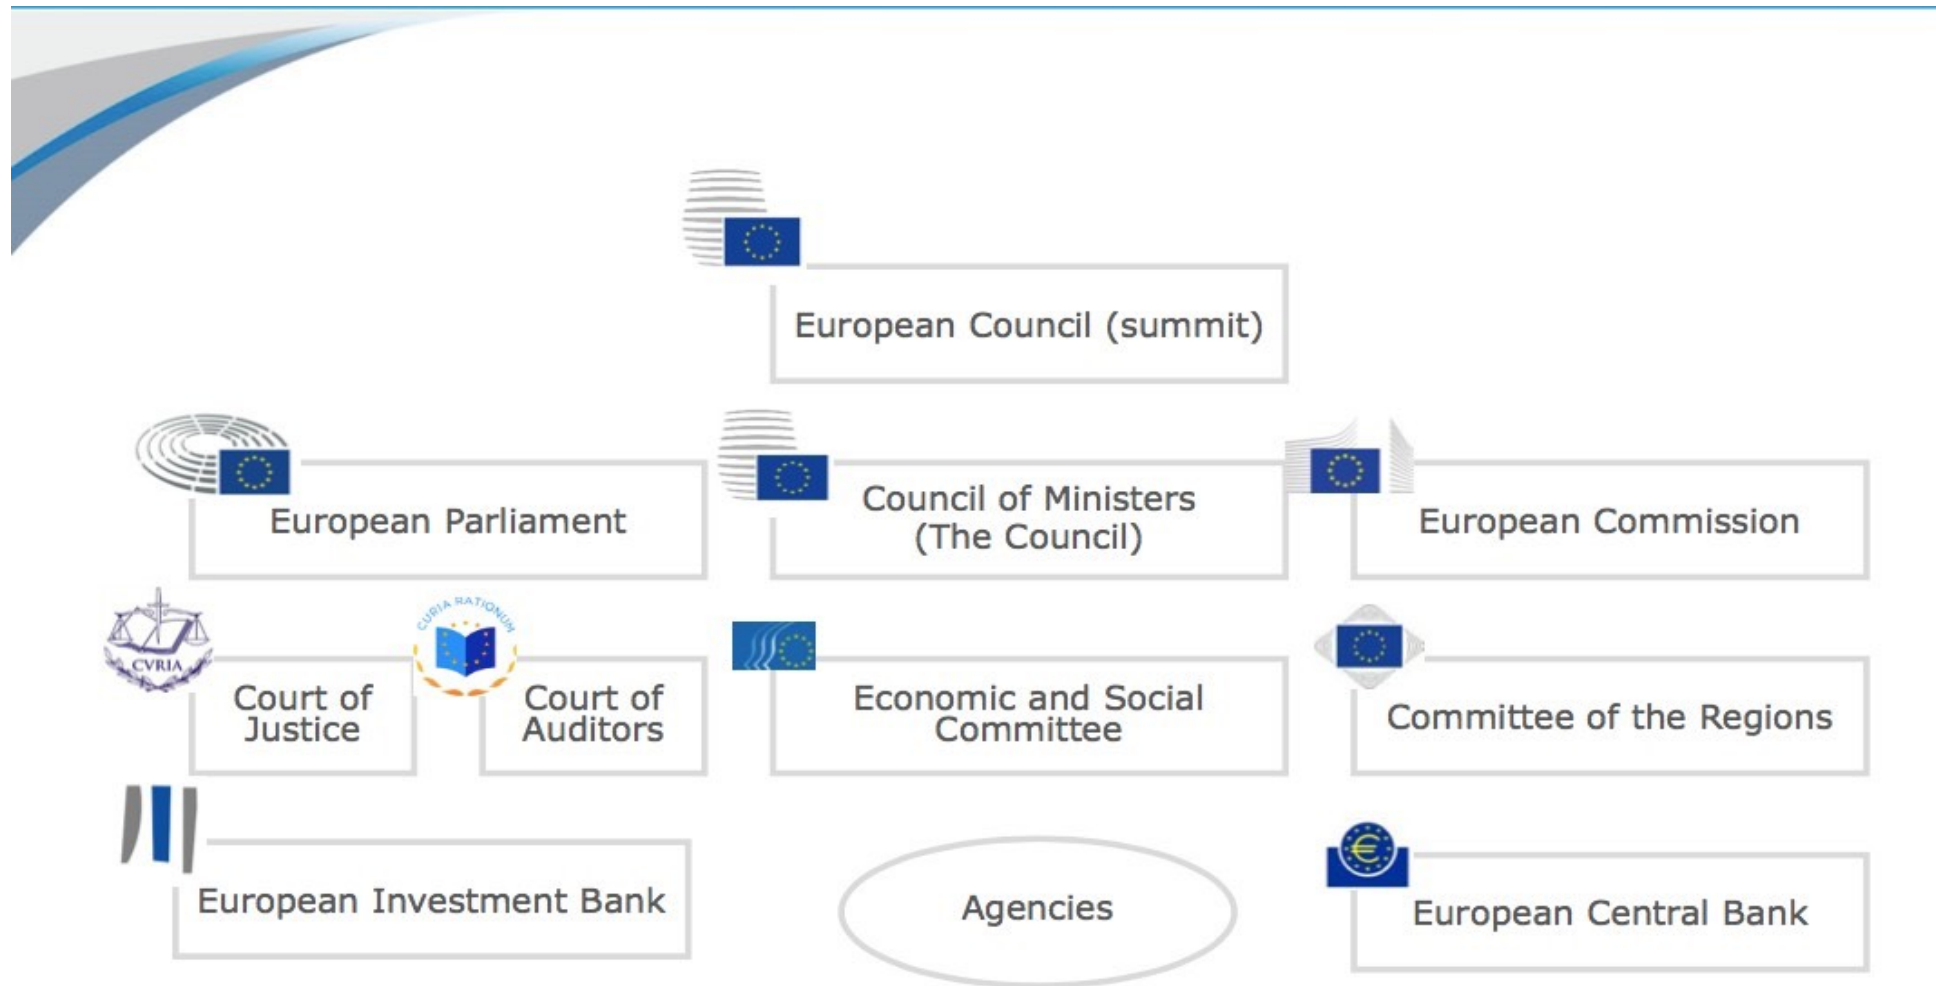 European Council (summit)
European Parliament
Council of Ministers
(The Council)
European Commission
CVRIA
Court of
Justice
CURIA RATIONUM
Court of
Auditors
Economic and Social
Committee
Committee of the Regions
European Investment Bank
Agencies
€
European Central Bank